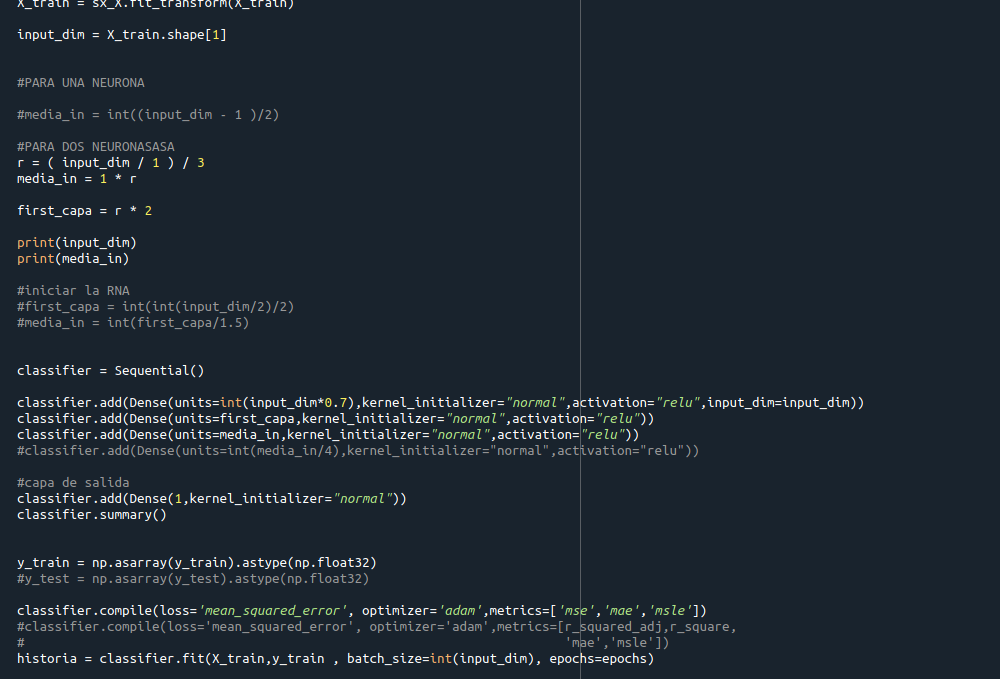 X_train = sx_X.fit_transform(X_train)
input_dim = X_train.shape[1]
#PARA UNA NEURONA
#media_in = int((input_dim - 1 )/2)
#PARA DOS NEURONASASA
r = ( input_dim / 1 ) / 3
media_in = 1 * r
first_capa = r * 2
print(input_dim)
print(media_in)
#iniciar la RNA
#first_capa = int(int(input_dim/2)/2)
#media_in = int(first_capa/1.5)
classifier = Sequential()
classifier.add(Dense(units=int(input_dim*0.7),kernel_initializer="normal",activation="relu",input_dim=input_dim))
classifier.add(Dense(units=first_capa,kernel_initializer="normal",activation="relu"))
classifier.add(Dense(units=media_in,kernel_initializer="normal",activation="relu"))
#classifier.add(Dense(units=int(media_in/4),kernel_initializer="normal",activation="relu"))
#capa de salida
classifier.add(Dense(1,kernel_initializer="normal"))
classifier.summary()
y_train = np.asarray(y_train).astype(np.float32)
#y_test = np.asarray(y_test).astype(np.float32)
classifier.compile(loss='mean_squared_error', optimizer='adam',metrics=['mse','mae','msle'])
#classifier.compile(loss='mean_squared_error', optimizer='adam',metrics=[r_squared_adj,r_square,
#                                                                        'mae','msle'])
historia = classifier.fit(X_train,y_train , batch_size=int(input_dim), epochs=epochs)